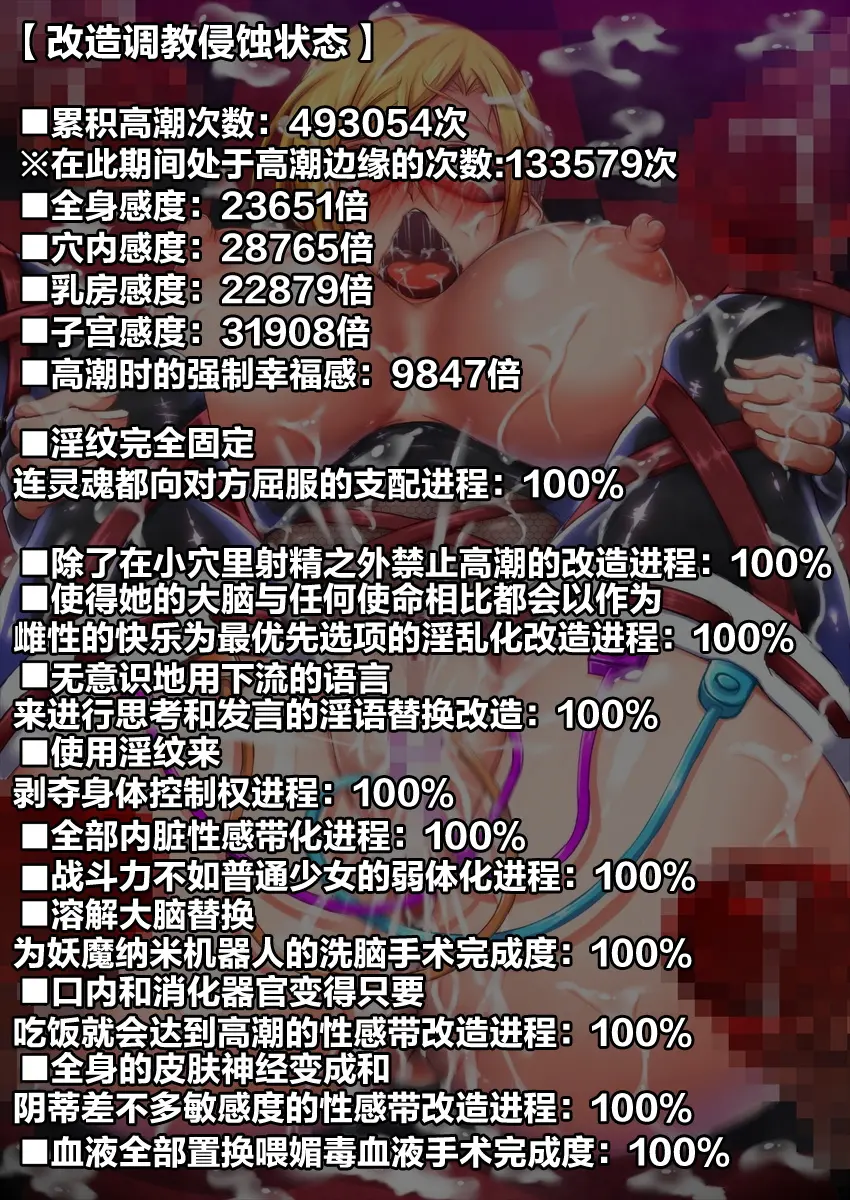 【改造调教侵蚀状态】
■累积高潮次数：493054次
※在此期间处于高潮边缘的次数:133579次
■全身感度：23651倍
■穴内感度：28765倍
■乳房感度：22879倍
■子宫感度：31908倍
■高潮时的强制幸福感：9847倍
■淫纹完全固定
连灵魂都向对方屈服的支配进程：100%
■除了在小穴里射精之外禁止高潮的改造进程：100%
■使得她的大脑与任何使命相比都会以作为
雌性的快乐为最优先选项的淫乱化改造进程：100%
■无意识地用下流的语言
来进行思考和发言的淫语替换改造：100%
■使用淫纹来
剥夺身体控制权进程：100%
■全部内脏性感带化进程：100%
■战斗力不如普通少女的弱体化进程：100%
■溶解大脑替换
为妖魔纳米机器人的洗脑手术完成度：100%
■口内和消化器官变得只要
吃饭就会达到高潮的性感带改造进程：100%
■全身的皮肤神经变成和
阴蒂差不多敏感度的性感带改造进程：100%
■血液全部置换喂媚毒血液手术完成度：100%